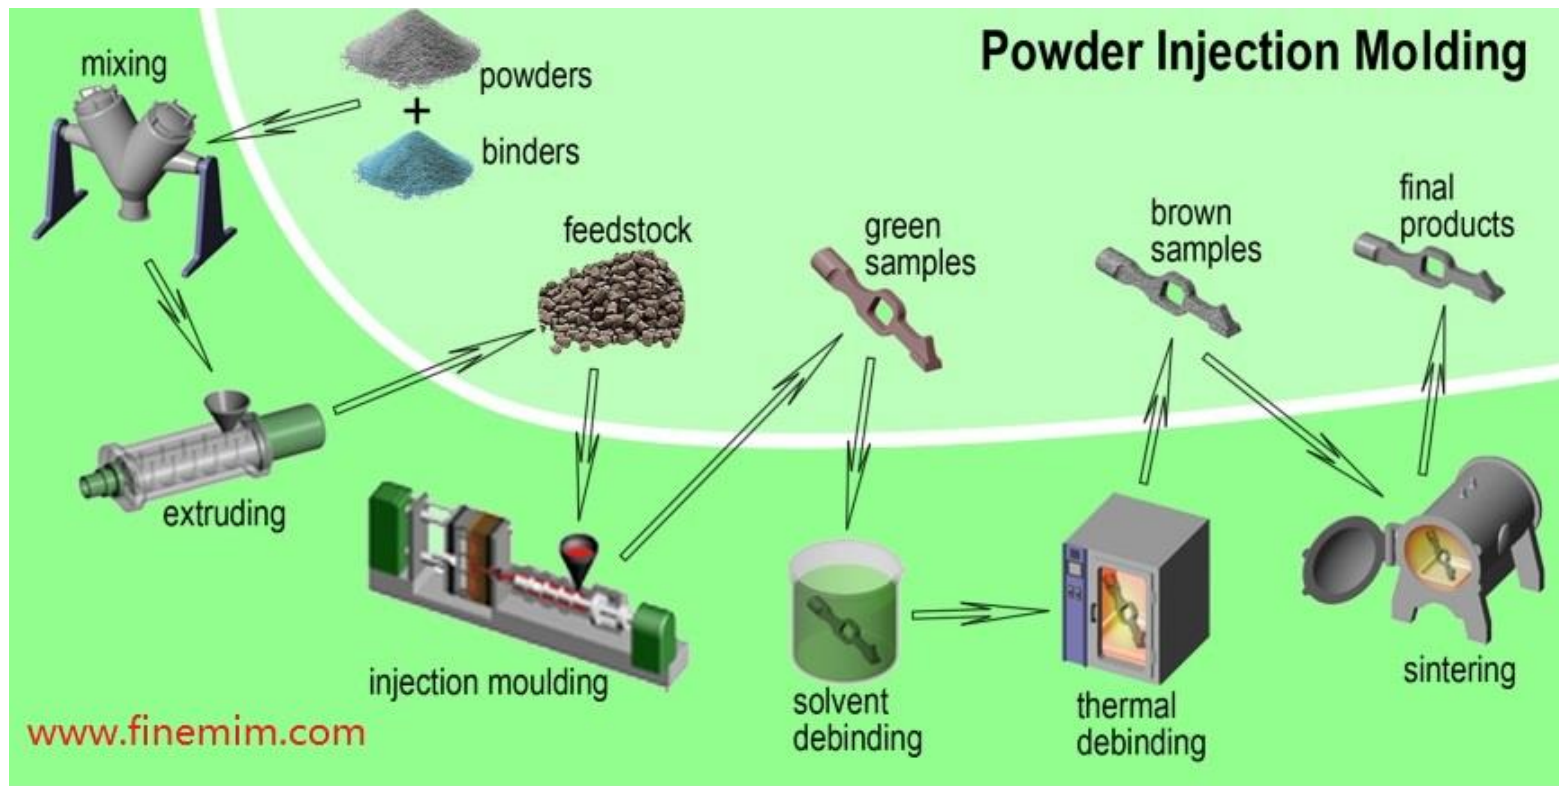 Powder Injection Molding
mixing
powders
+
binders
feedstock
green
samples
brown
samples
final
products
extruding
injection moulding
solvent
debinding
thermal
debinding
sintering
www.finemim.com